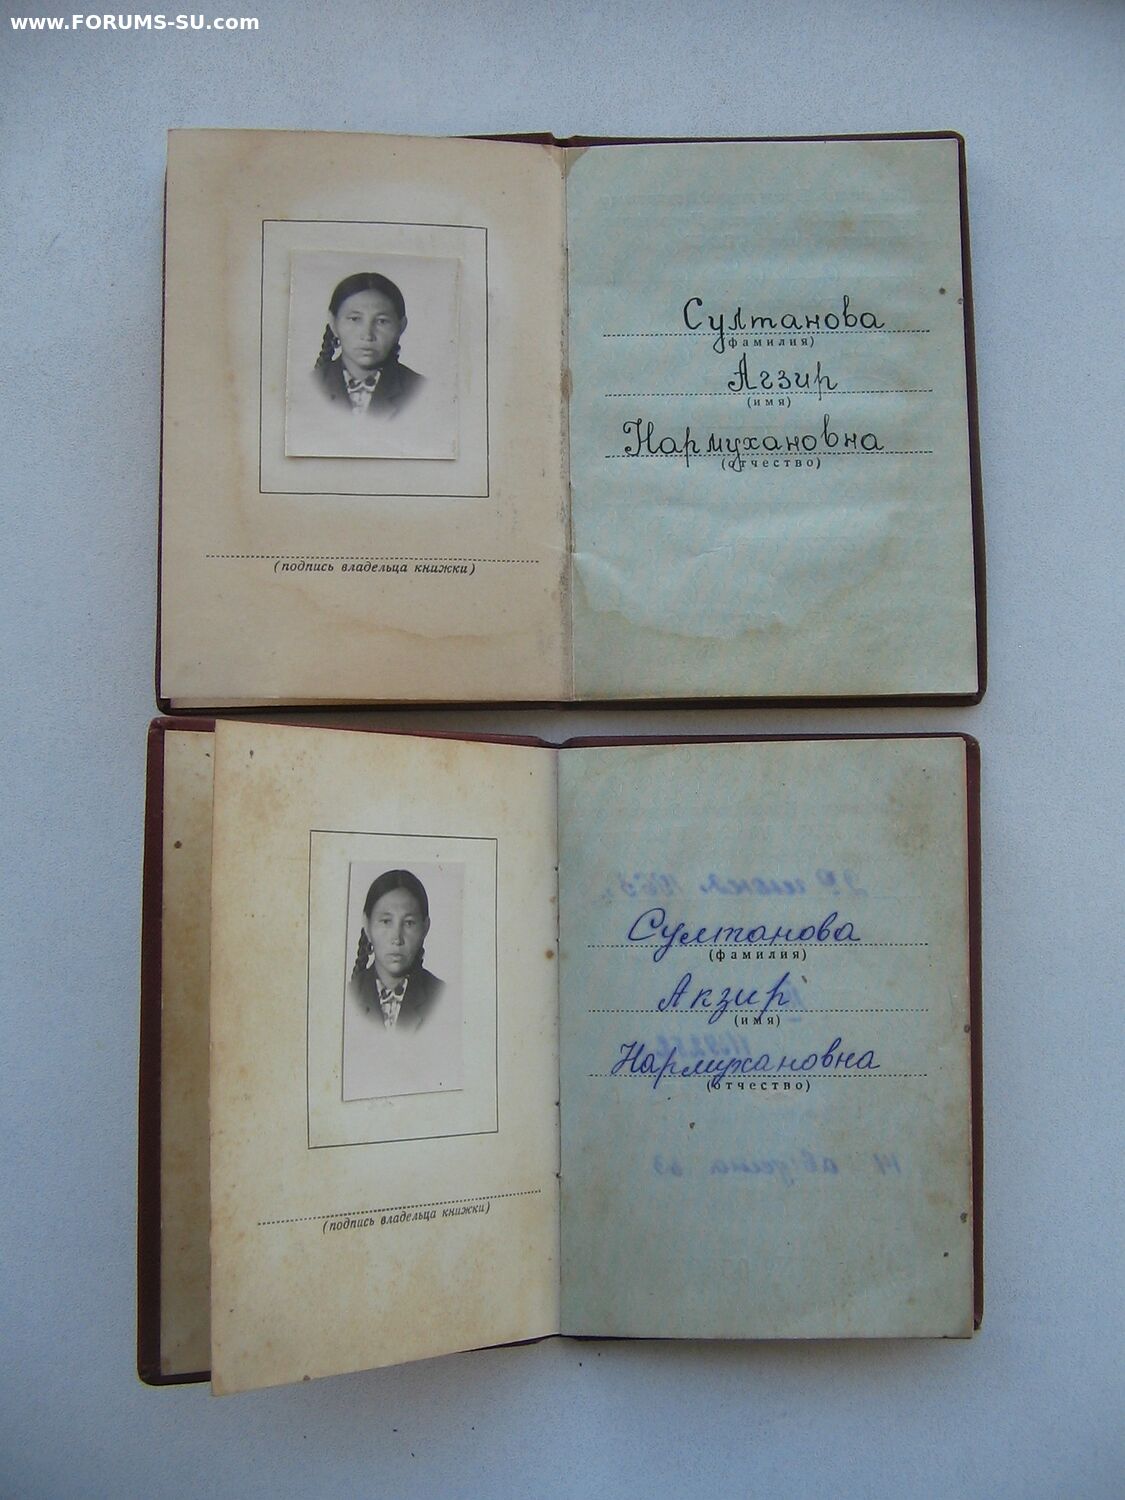 www.FORUMS-SU.com
Султанова
(фамилия)
Агзир
(имя)
Нармухановна
(отчество)
(подпись владельца книжки)
Султанова
(фамилия)
Акзир
(имя)
Нармухановна
(отчество)
(подпись владельца книжки)